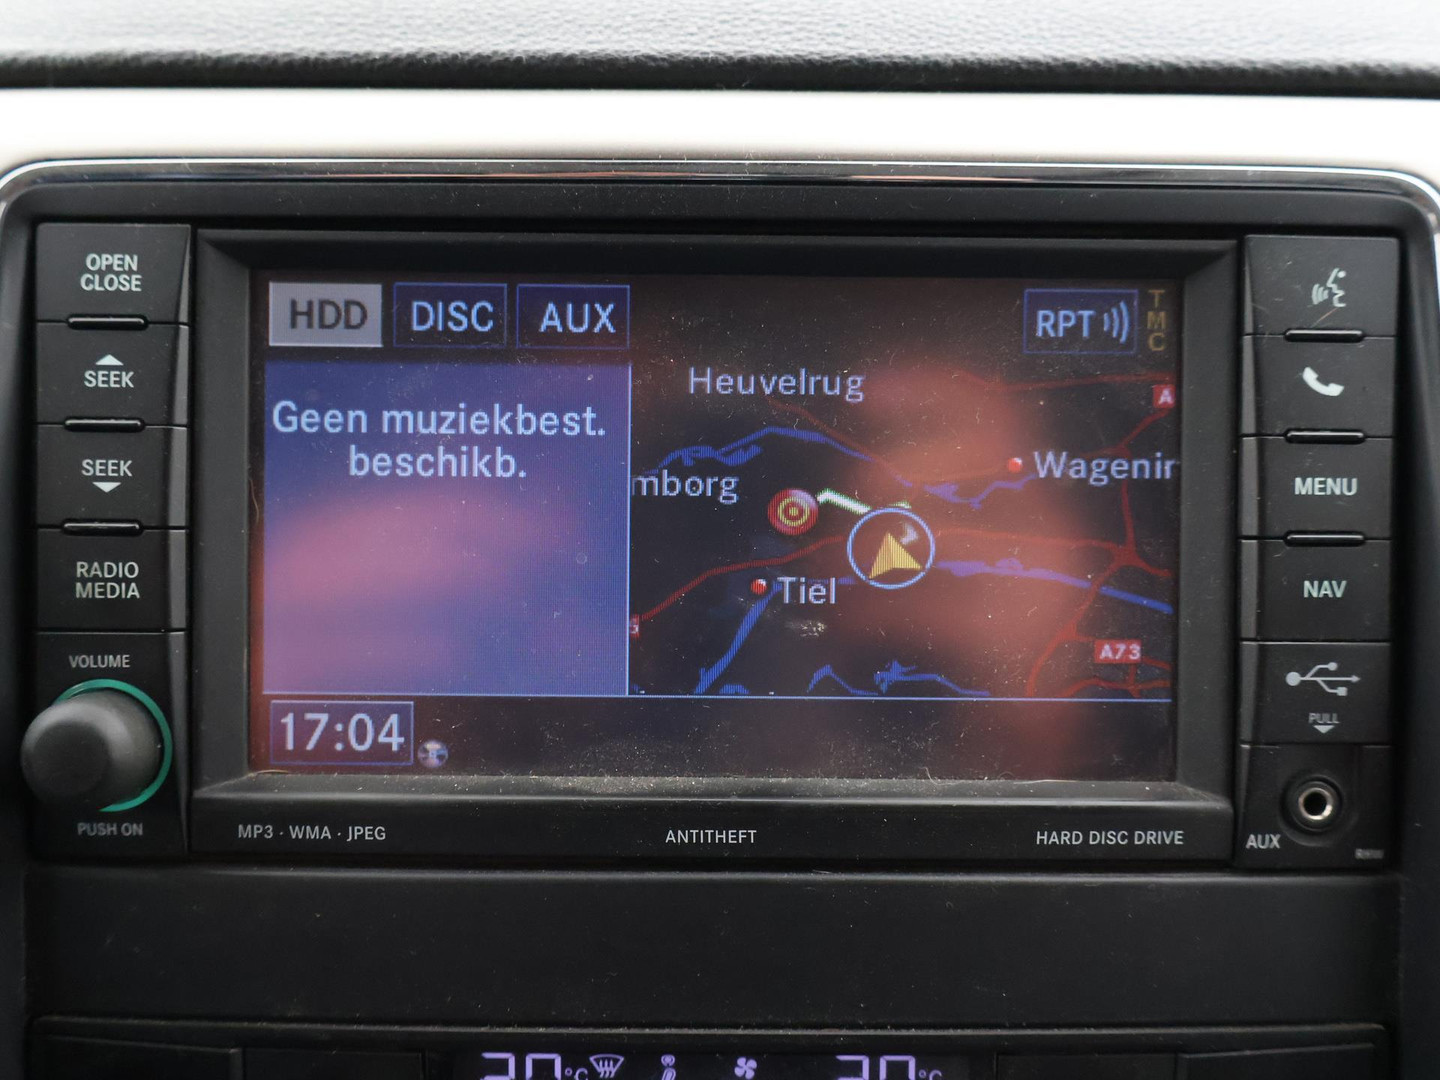 OPEN
CLOSE
SEEK
SEEK
RADIO
MEDIA
VOLUME
PUSH ON
HDD DISC AUX
RPT
TMC
Geen muziekbest.
beschikb.
Heuvelrug
A
Wagenin
mborg
Tiel
A73
17:04
MENU
NAV
PULL
AUX
MP3 · WMA · JPEG
ANTITHEFT
HARD DISC DRIVE
°C
°C